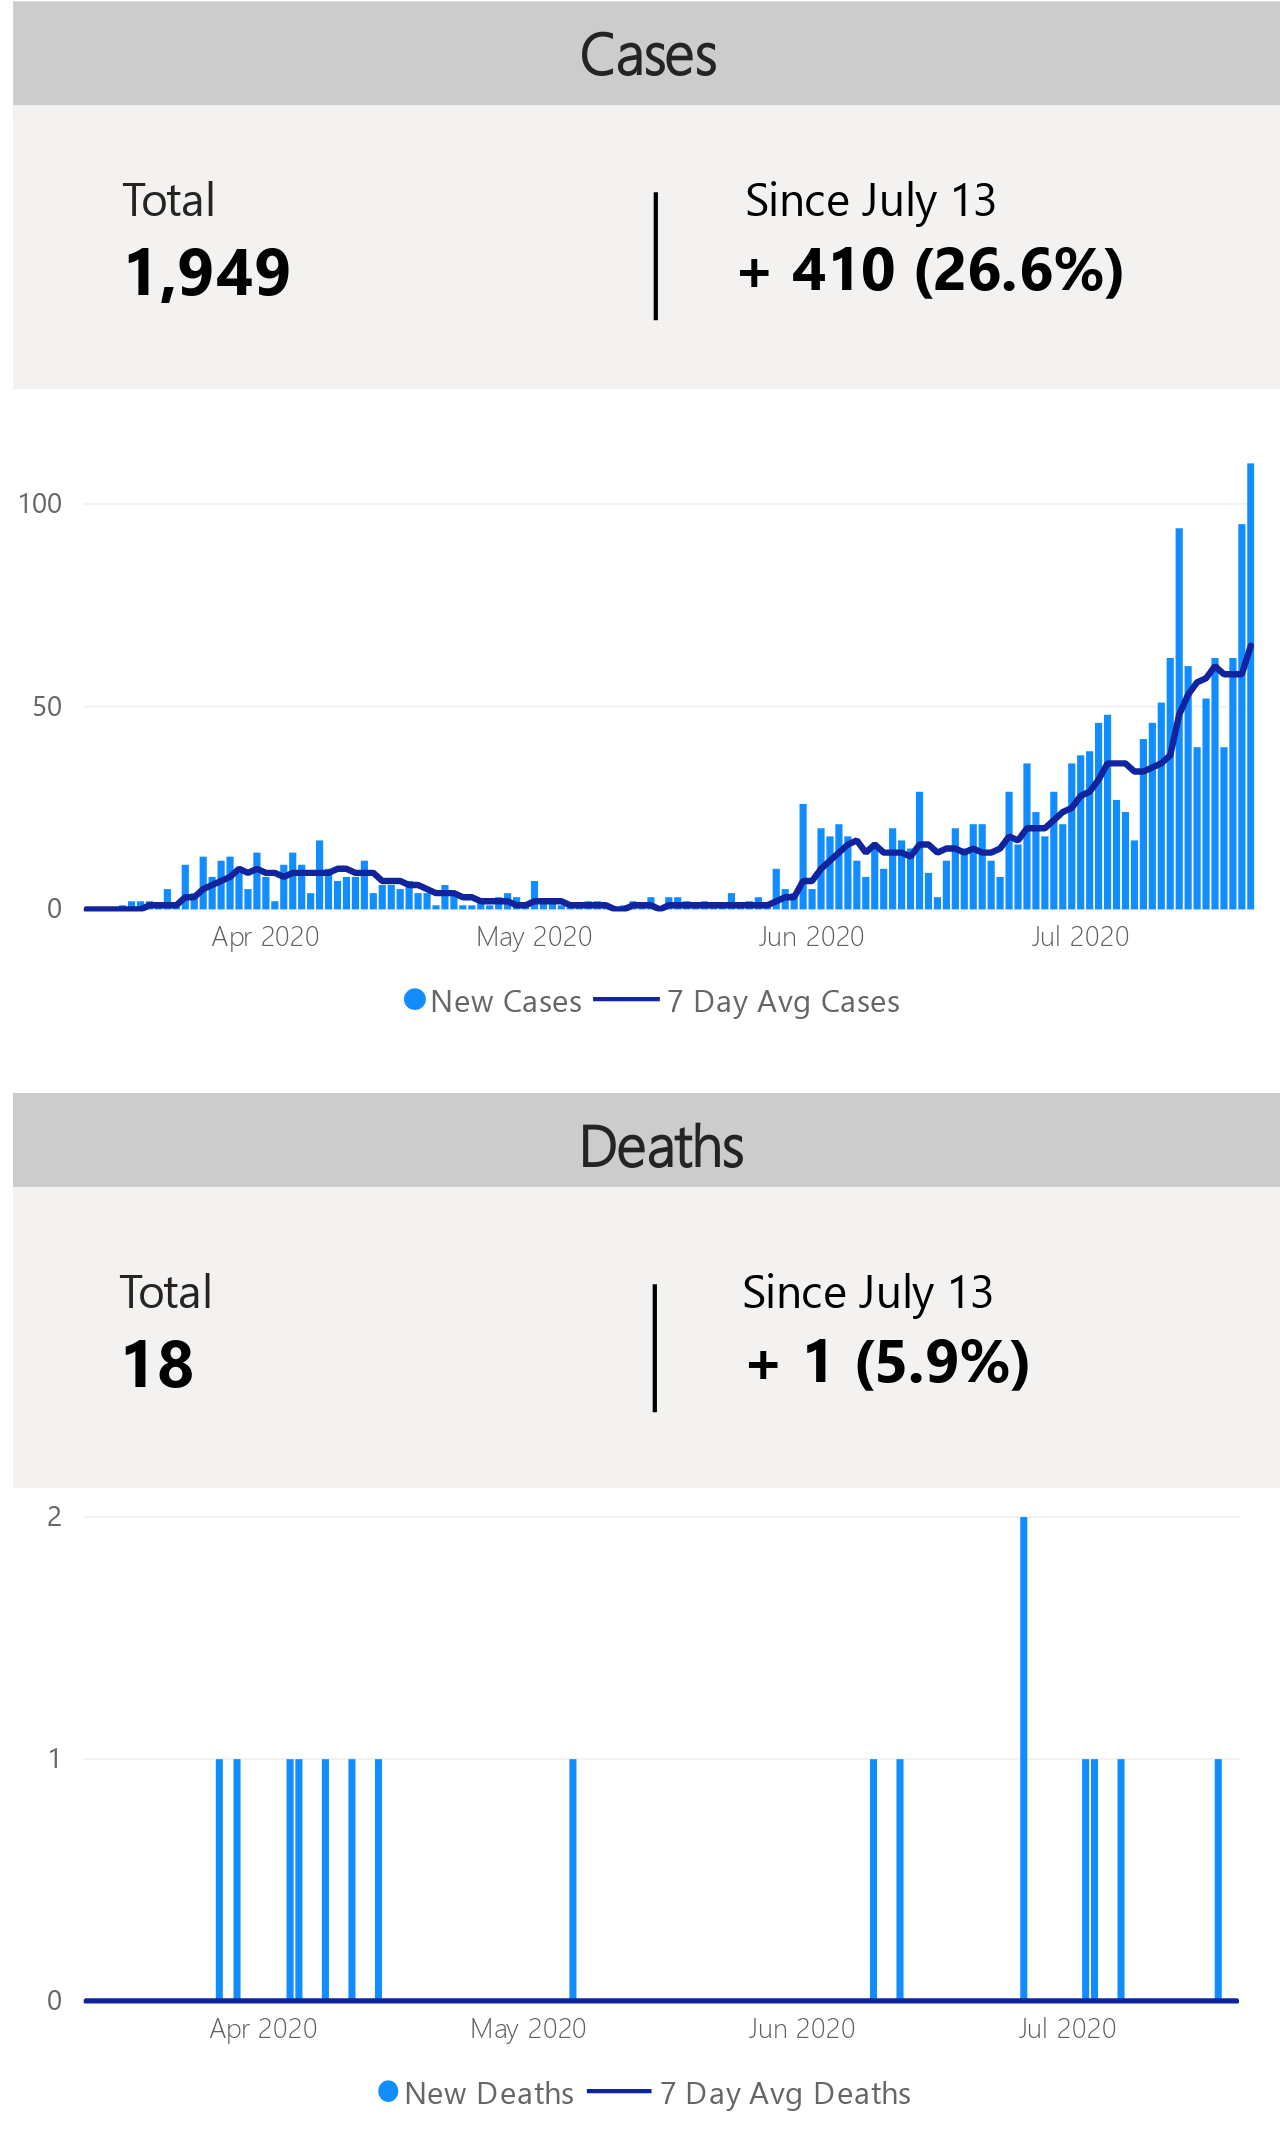 Cases
Total
Since July 13
1,949
+ 410 (26.6%)
100
50
0
Apr 2020
May 2020
Jun 2020
Jul 2020
New Cases
7 Day Avg Cases
Deaths
Total
Since July 13
18
+ 1 (5.9%)
2
1
0
Apr 2020
May 2020
Jun 2020
Jul 2020
New Deaths
7 Day Avg Deaths